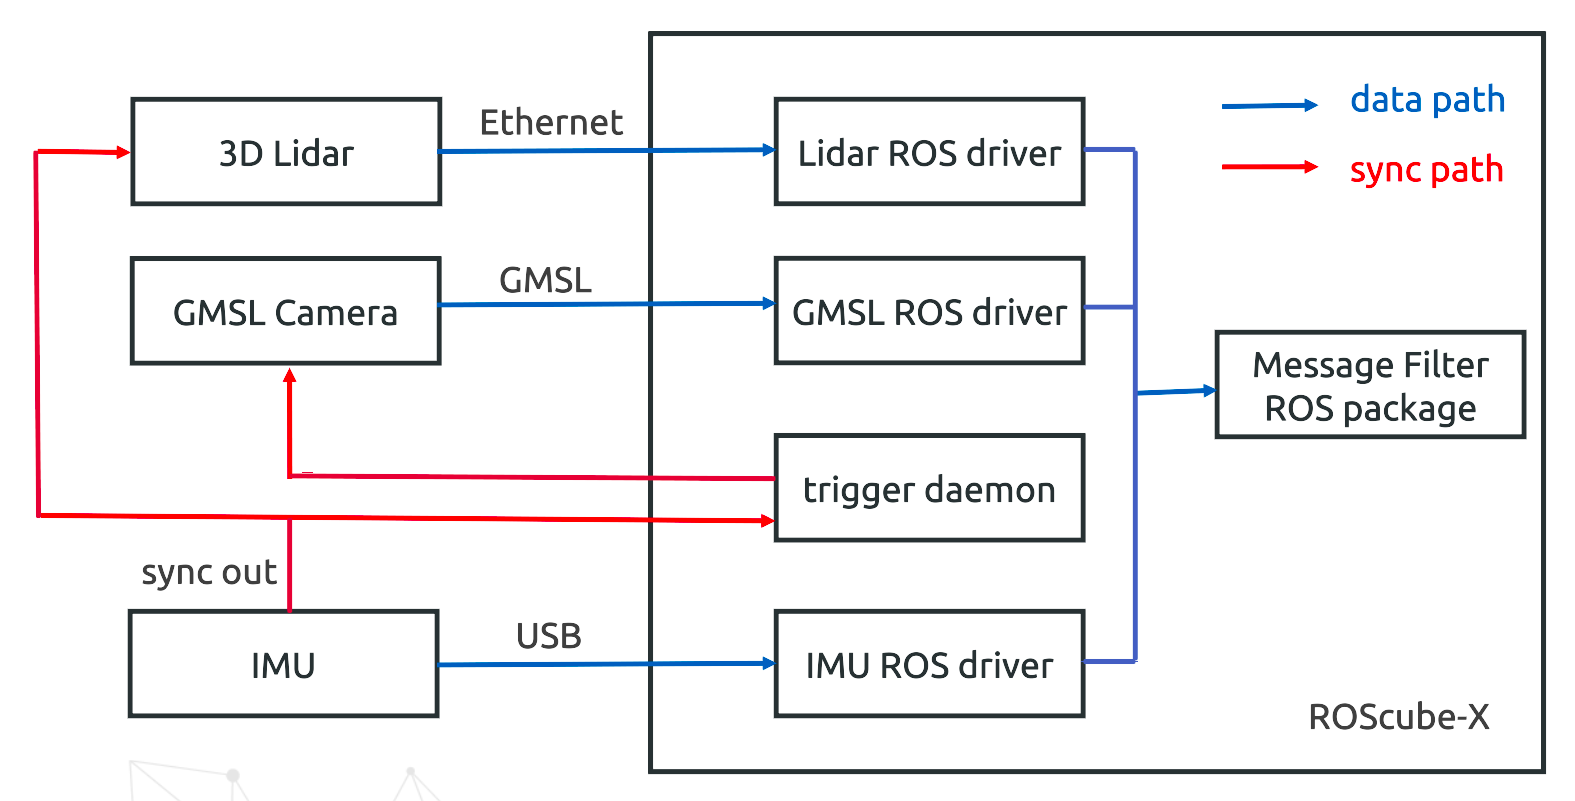 Ethernet
data path
3D Lidar
Lidar ROS driver
sync path
GMSL
GMSL Camera
GMSL ROS driver
Message Filter
ROS package
trigger daemon
sync out
USB
IMU
IMU ROS driver
ROScube-X